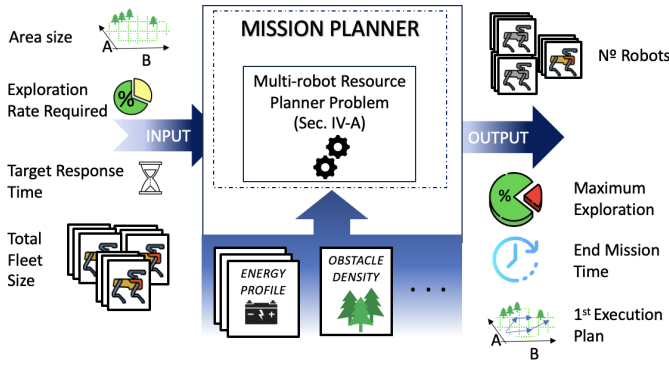 Area size
A
B
Exploration
Rate Required
%
INPUT
Target Response
Time
Total
Fleet
Size
MISSION PLANNER
Multi-robot Resource
Planner Problem
(Sec. IV-A)
ENERGY
PROFILE
OBSTACLE
DENSITY
. . .
Nº Robots
OUTPUT
%
Maximum
Exploration
End Mission
Time
1st Execution
Plan
A
B